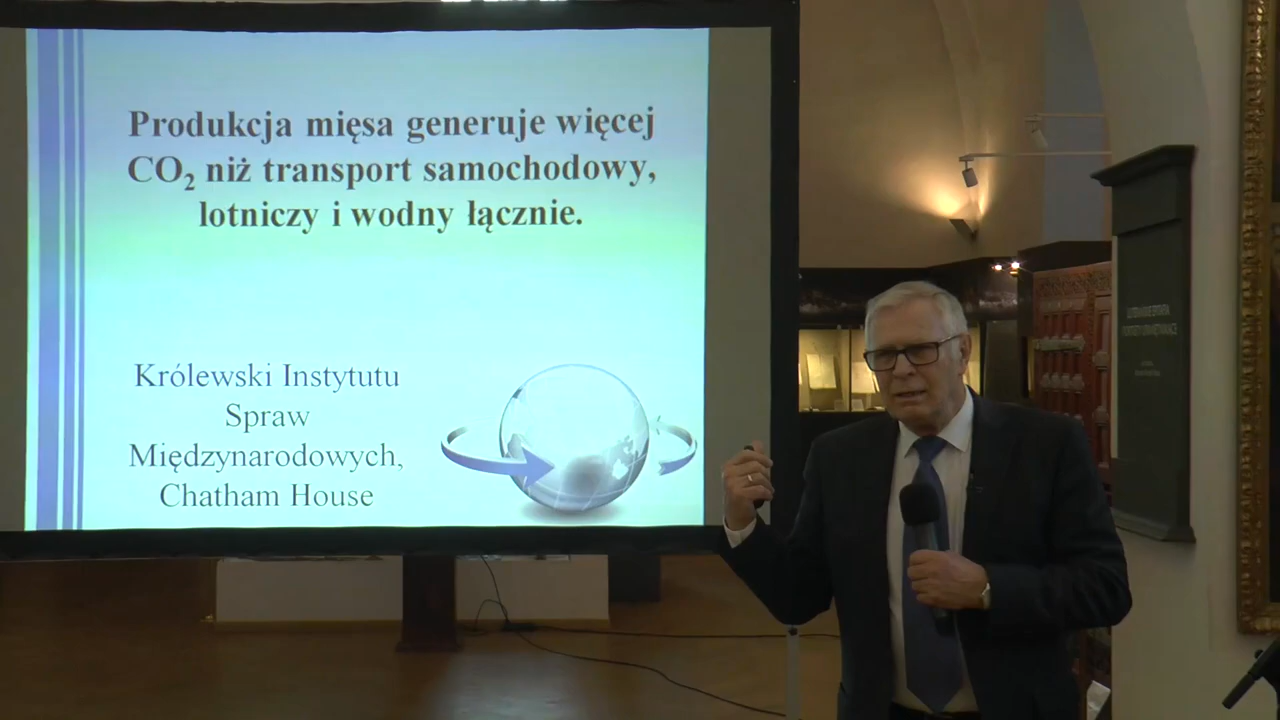 Produkcja mięsa generuje więcej
CO₂ niż transport samochodowy,
lotniczy i wodny łącznie.
Królewski Instytutu
Spraw
Międzynarodowych,
Chatham House